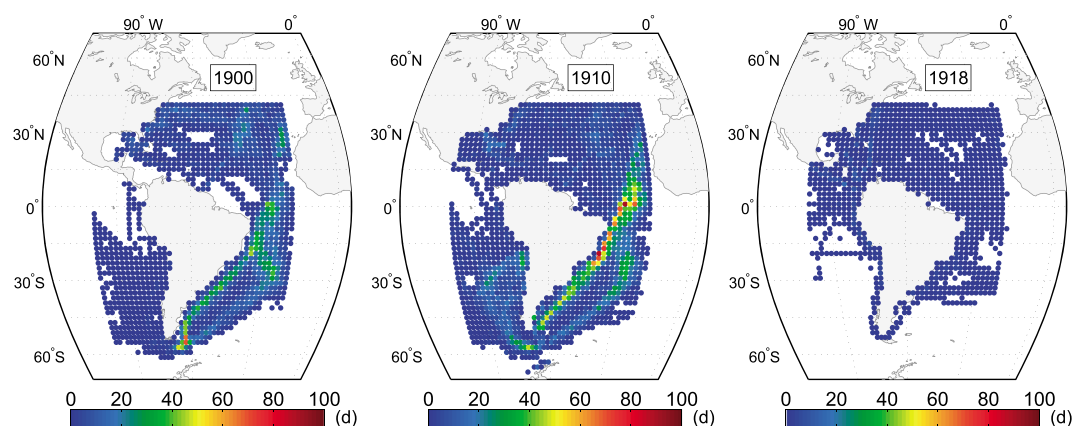 90° W 0° 90° W 0° 90° W 0°
60°N 60°N 60°N
1900 1910 1918
30°N 30°N 30°N
0° 0° 0°
30°S 30°S 30°S
60°S 60°S 60°S
0 20 40 60 80 100 0 20 40 60 80 100 0 20 40 60 80 100
(d) (d) (d)